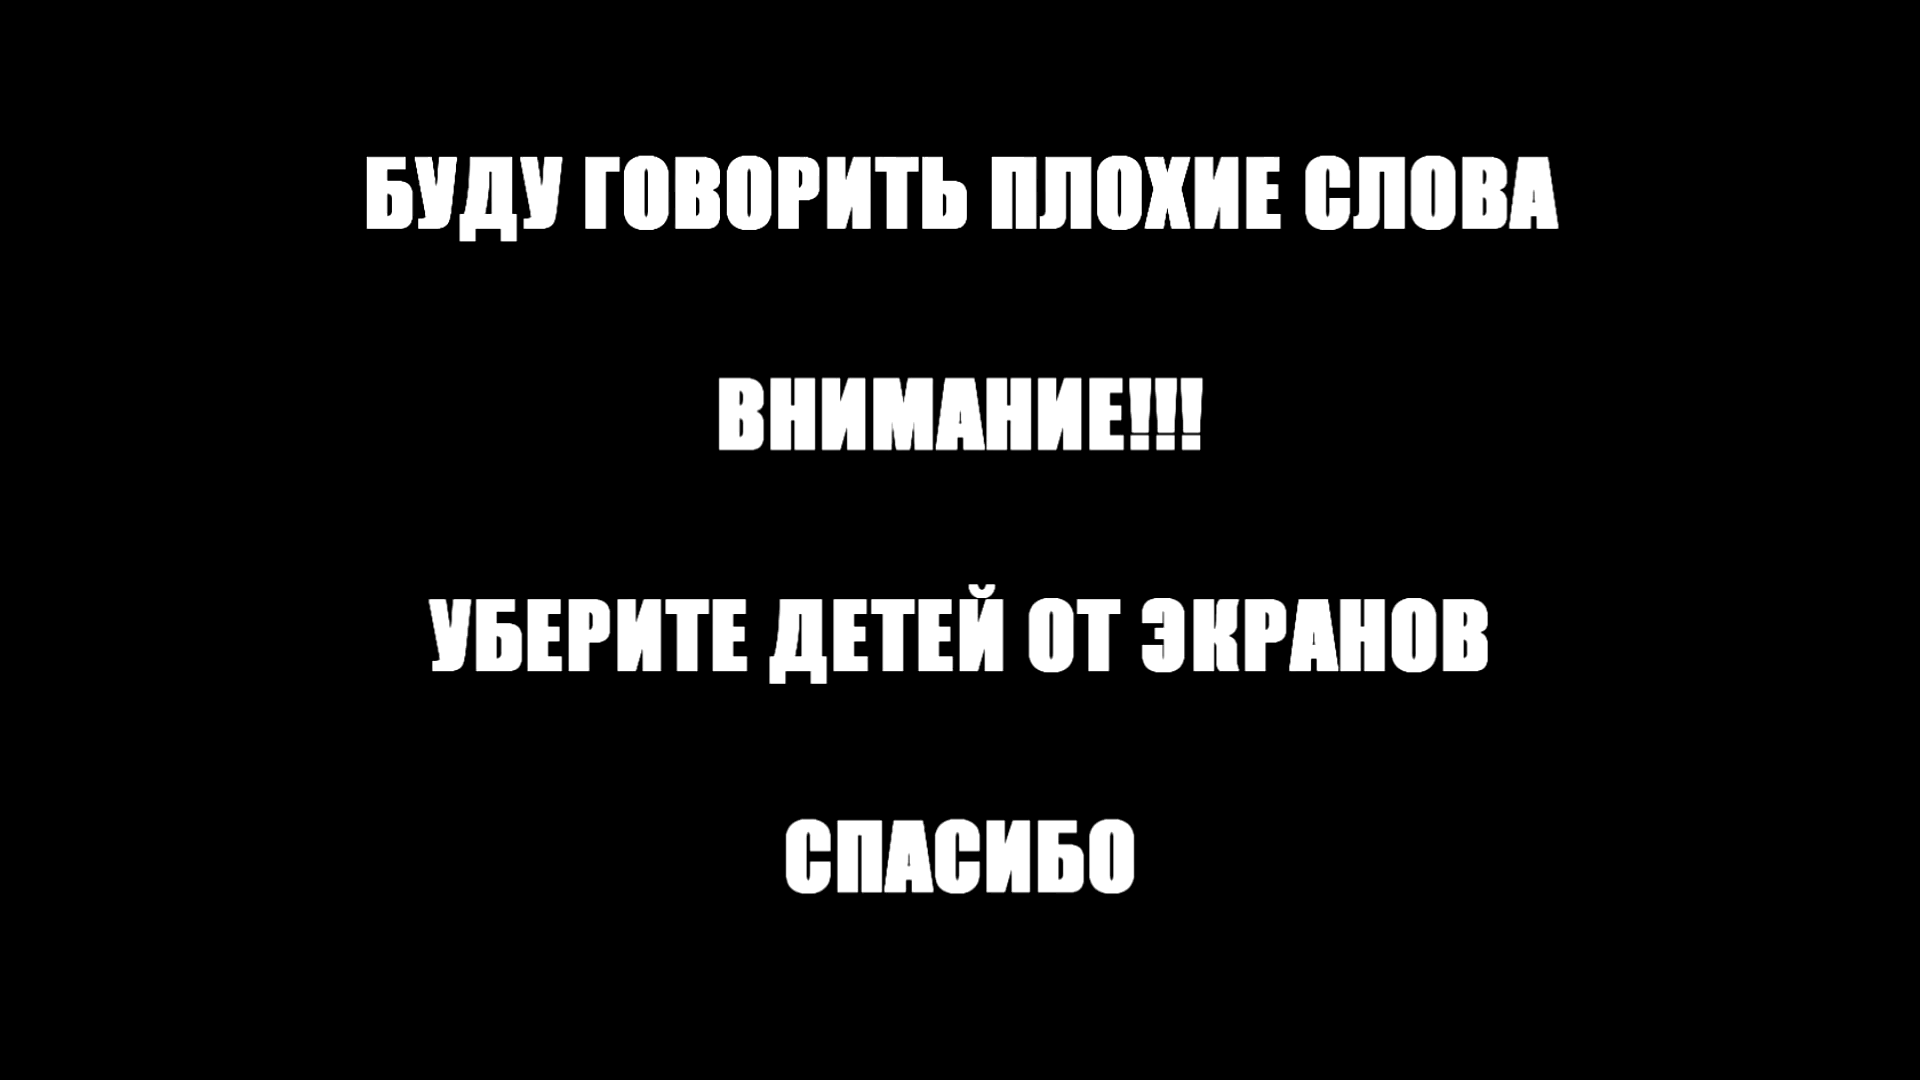 БУДУ ГОВОРИТЬ ПЛОХИЕ СЛОВА
ВНИМАНИЕ!!!
УБЕРИТЕ ДЕТЕЙ ОТ ЭКРАНОВ
СПАСИБО